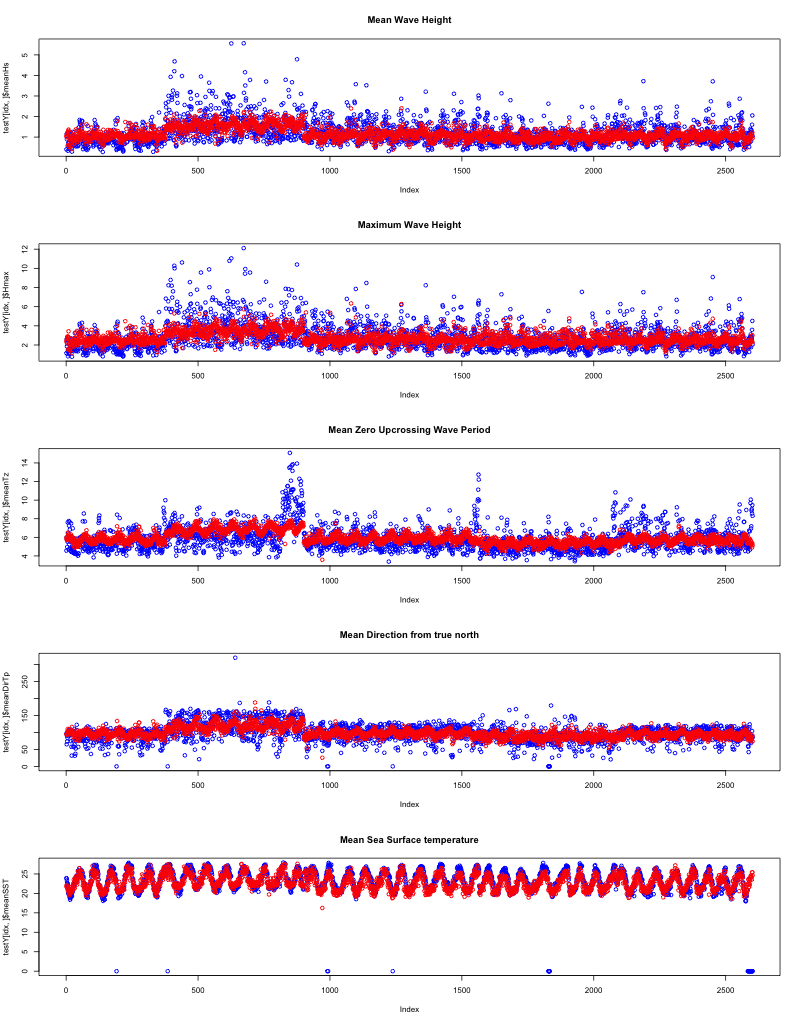 Mean Wave Height
testY[idx, ]$meanHs
5
4
3
2
1
0 500 1000 1500 2000 2500
Index
Maximum Wave Height
testY[idx, ]$Hmax
12
10
8
6
4
2
0 500 1000 1500 2000 2500
Index
Mean Zero Upcrossing Wave Period
testY[idx, ]$meanTz
14
12
10
8
6
4
0 500 1000 1500 2000 2500
Index
Mean Direction from true north
testY[idx, ]$meanDirTp
250
150
50
0
0 500 1000 1500 2000 2500
Index
Mean Sea Surface temperature
testY[idx, ]$meanSST
25
20
15
10
5
0
0 500 1000 1500 2000 2500
Index